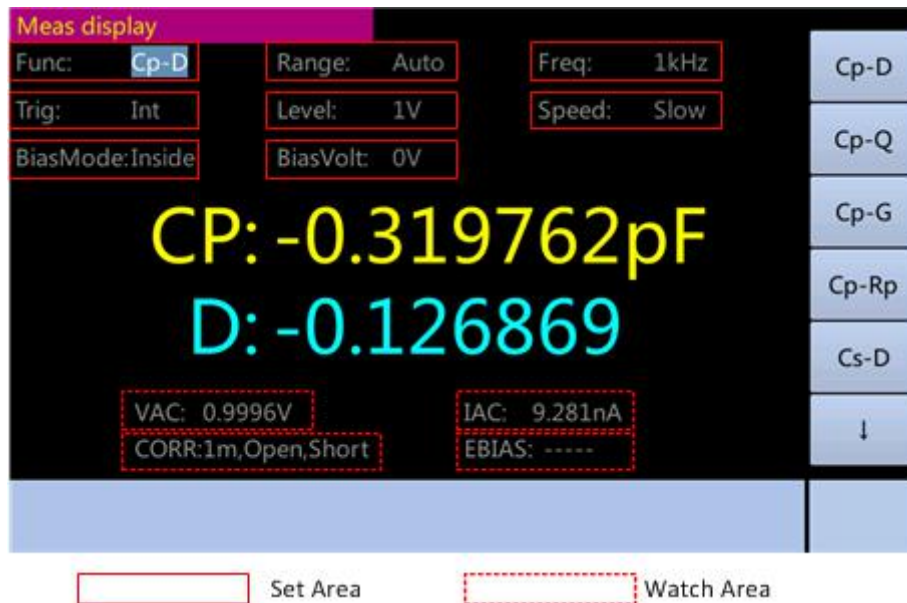 Meas display
Func: Cp-D Range: Auto Freq: 1kHz
Trig: Int Level: 1V Speed: Slow
BiasMode:Inside BiasVolt: 0V
CP: -0.319762pF
D: -0.126869
VAC: 0.9996V IAC: 9.281nA
CORR:1m,Open,Short EBIAS: -----
Cp-D
Cp-Q
Cp-G
Cp-Rp
Cs-D
↓
Set Area Watch Area